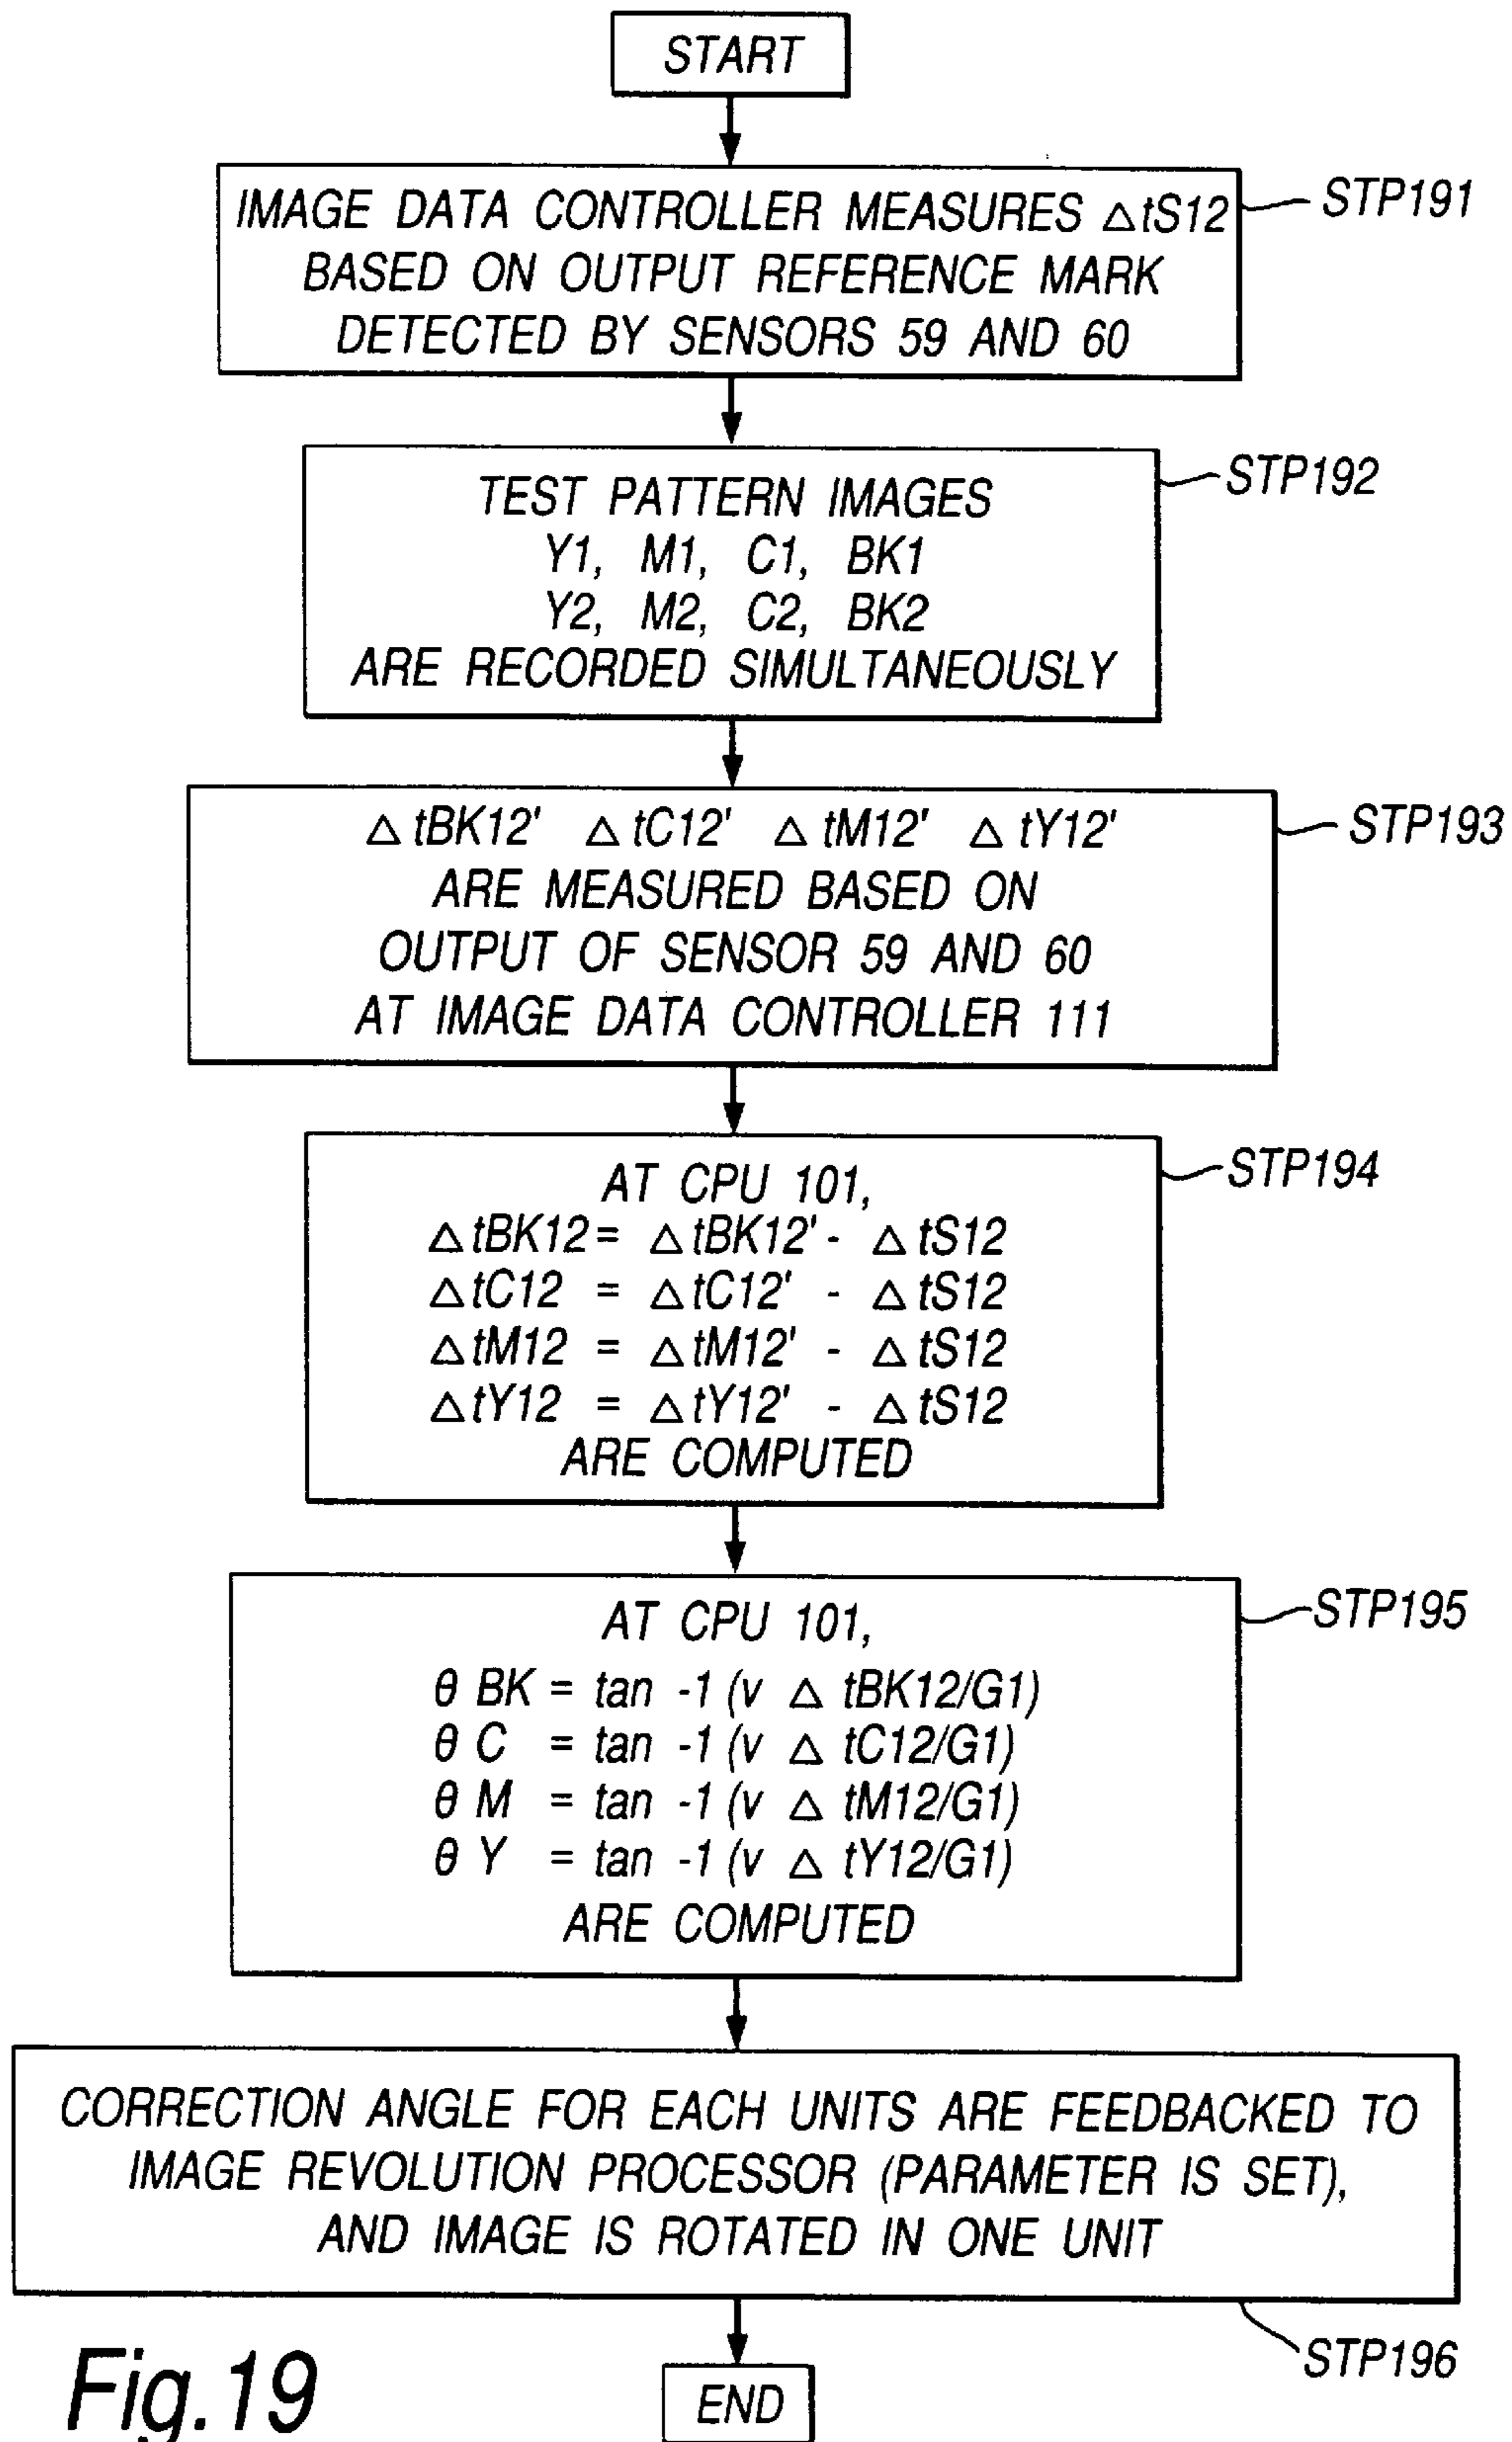 START
IMAGE DATA CONTROLLER MEASURES △tS12
BASED ON OUTPUT REFERENCE MARK
DETECTED BY SENSORS 59 AND 60
STP191
TEST PATTERN IMAGES
Y1, M1, C1, BK1
Y2, M2, C2, BK2
ARE RECORDED SIMULTANEOUSLY
STP192
△tBK12' △tC12' △tM12' △tY12'
ARE MEASURED BASED ON
OUTPUT OF SENSOR 59 AND 60
AT IMAGE DATA CONTROLLER 111
STP193
AT CPU 101,
△tBK12 = △tBK12' - △tS12
△tC12 = △tC12' - △tS12
△tM12 = △tM12' - △tS12
△tY12 = △tY12' - △tS12
ARE COMPUTED
STP194
AT CPU 101,
θ BK = tan -1 (v △ tBK12/G1)
θ C = tan -1 (v △ tC12/G1)
θ M = tan -1 (v △ tM12/G1)
θ Y = tan -1 (v △ tY12/G1)
ARE COMPUTED
STP195
CORRECTION ANGLE FOR EACH UNITS ARE FEEDBACKED TO
IMAGE REVOLUTION PROCESSOR (PARAMETER IS SET),
AND IMAGE IS ROTATED IN ONE UNIT
STP196
END
Fig.19